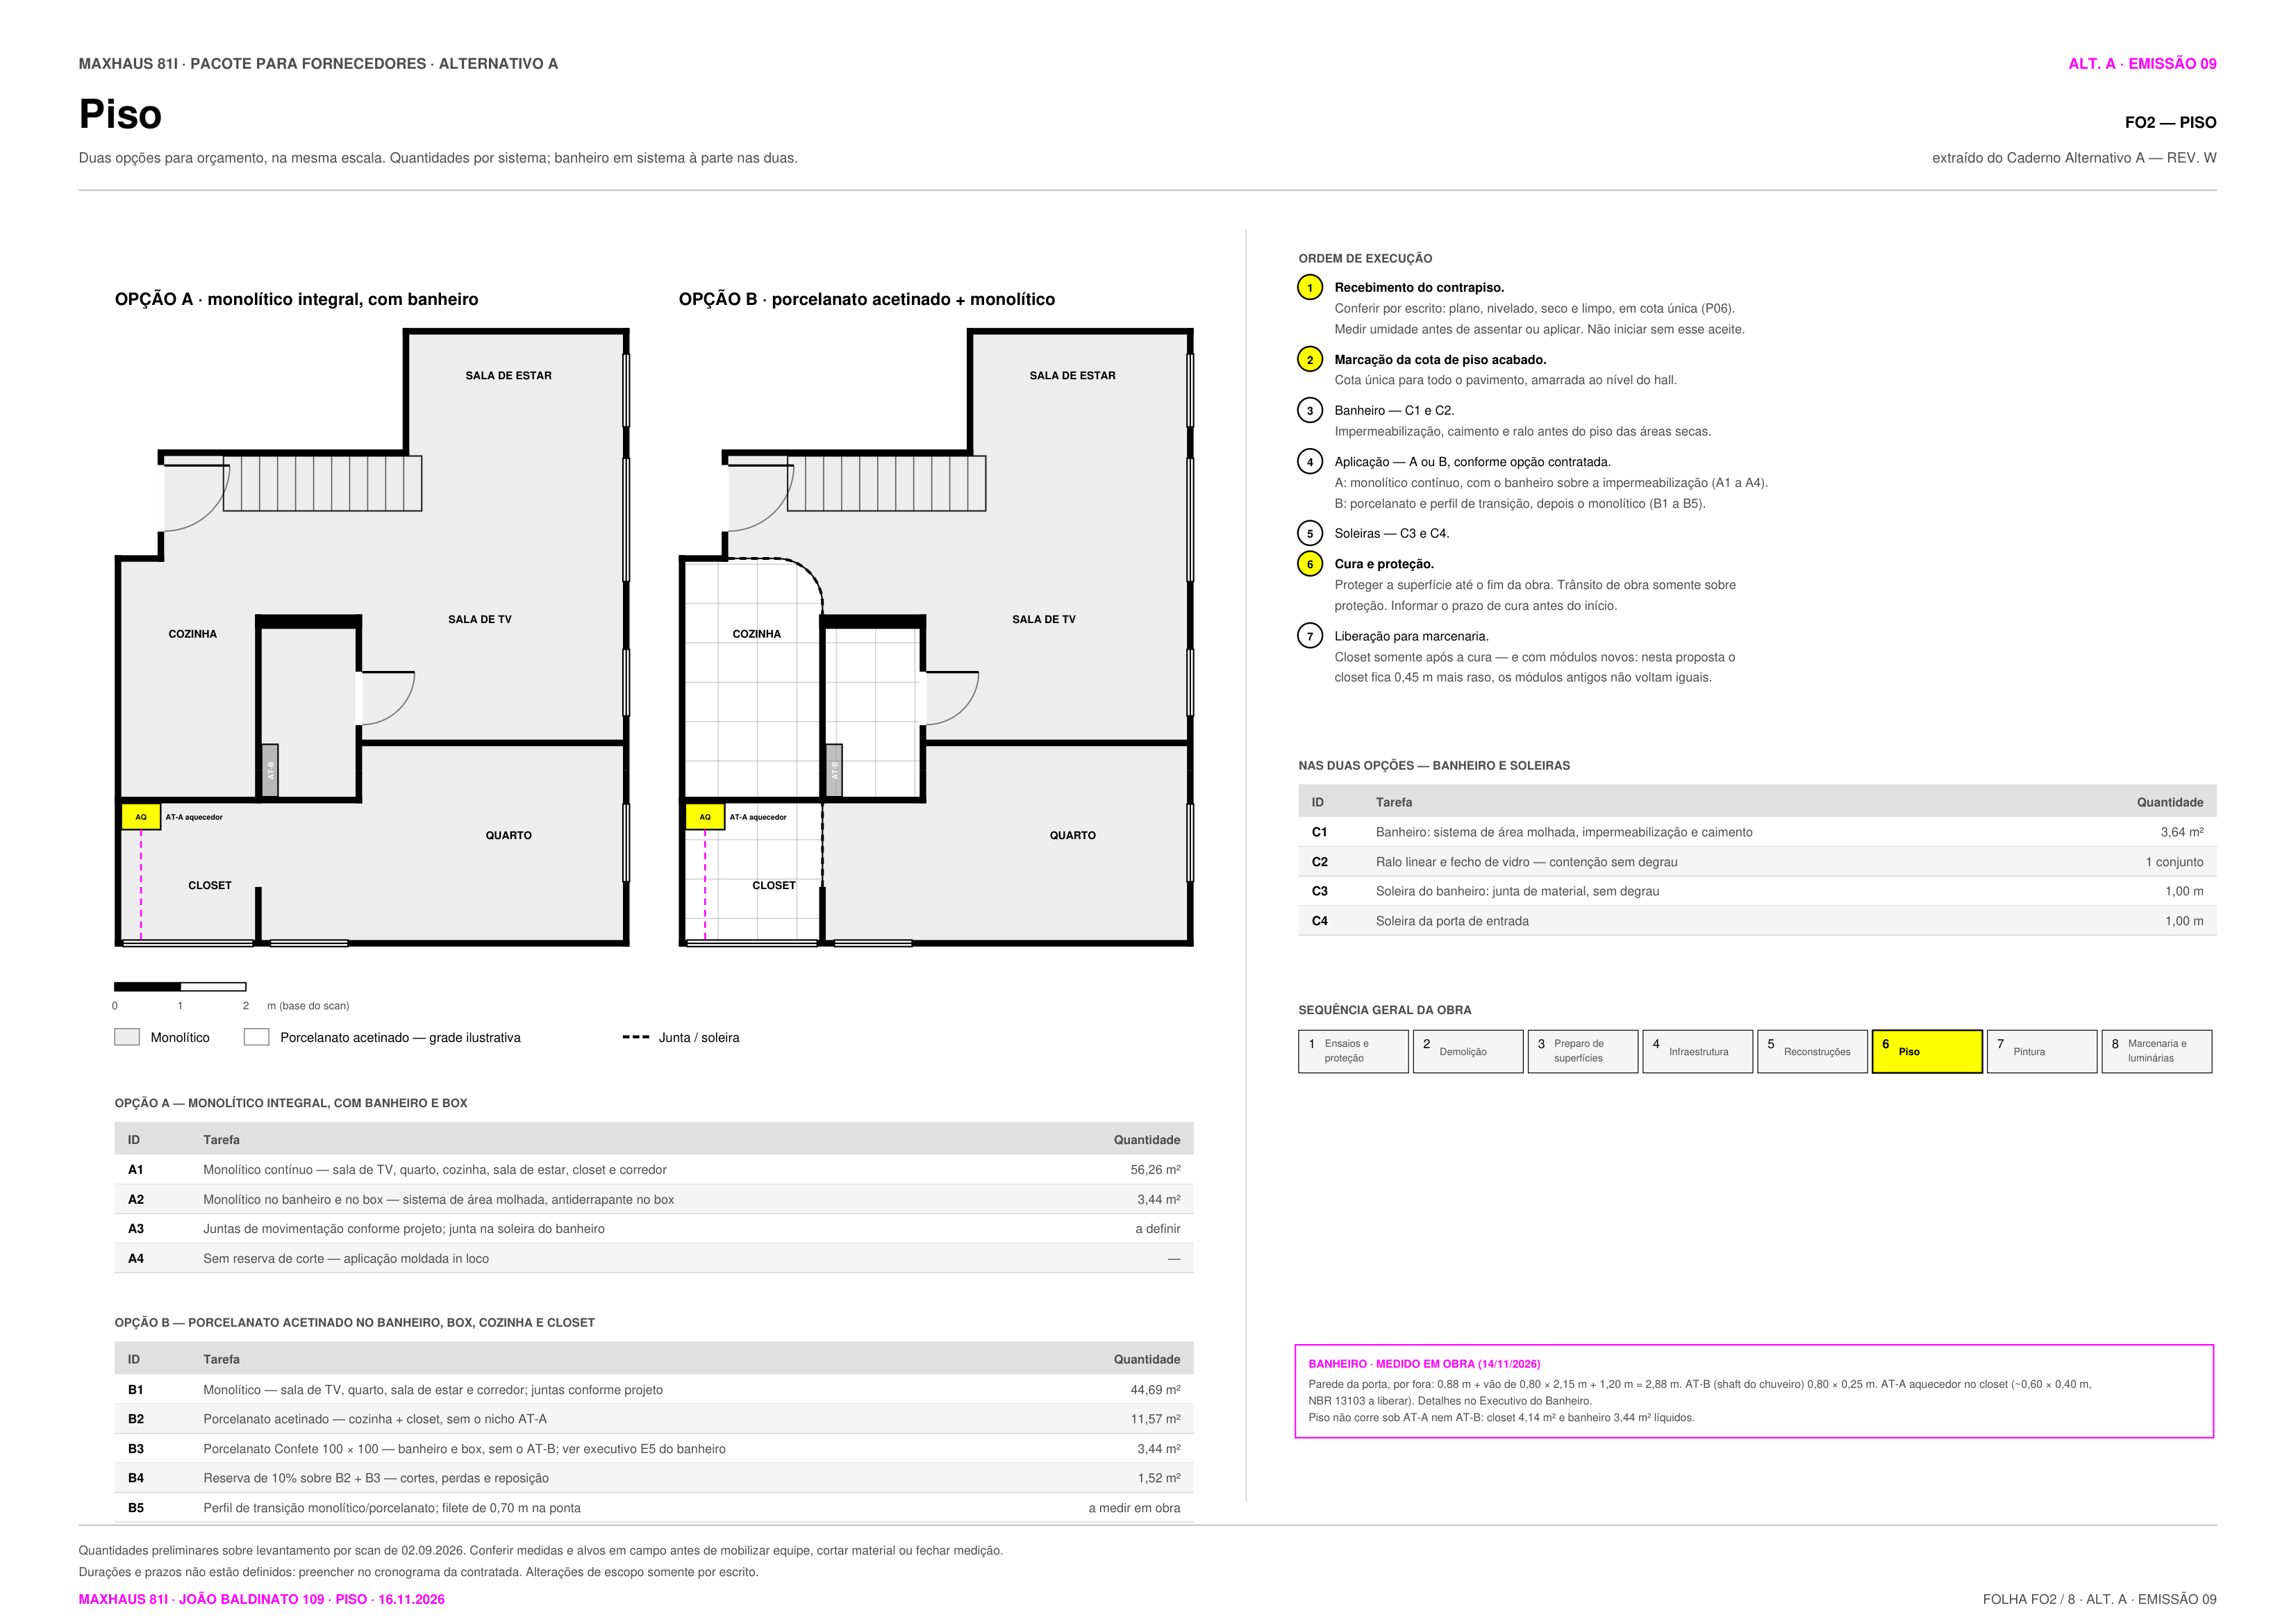 MAXHAUS 81I · PACOTE PARA FORNECEDORES · ALTERNATIVO A
ALT. A · EMISSÃO 09
Piso
FO2 — PISO
Duas opções para orçamento, na mesma escala. Quantidades por sistema; banheiro em sistema à parte nas duas.
extraído do Caderno Alternativo A — REV. W
OPÇÃO A · monolítico integral, com banheiro
SALA DE ESTAR
SALA DE TV
COZINHA
AT-B
AQ
AT-A aquecedor
QUARTO
CLOSET
OPÇÃO B · porcelanato acetinado + monolítico
SALA DE ESTAR
SALA DE TV
COZINHA
AT-B
AQ
AT-A aquecedor
QUARTO
CLOSET
0 1 2 m (base do scan)
Monolítico
Porcelanato acetinado — grade ilustrativa
Junta / soleira
OPÇÃO A — MONOLÍTICO INTEGRAL, COM BANHEIRO E BOX
ID Tarefa Quantidade
A1 Monolítico contínuo — sala de TV, quarto, cozinha, sala de estar, closet e corredor 56,26 m²
A2 Monolítico no banheiro e no box — sistema de área molhada, antiderrapante no box 3,44 m²
A3 Juntas de movimentação conforme projeto; junta na soleira do banheiro a definir
A4 Sem reserva de corte — aplicação moldada in loco —
OPÇÃO B — PORCELANATO ACETINADO NO BANHEIRO, BOX, COZINHA E CLOSET
ID Tarefa Quantidade
B1 Monolítico — sala de TV, quarto, sala de estar e corredor; juntas conforme projeto 44,69 m²
B2 Porcelanato acetinado — cozinha + closet, sem o nicho AT-A 11,57 m²
B3 Porcelanato Confete 100 × 100 — banheiro e box, sem o AT-B; ver executivo E5 do banheiro 3,44 m²
B4 Reserva de 10% sobre B2 + B3 — cortes, perdas e reposição 1,52 m²
B5 Perfil de transição monolítico/porcelanato; filete de 0,70 m na ponta a medir em obra
ORDEM DE EXECUÇÃO
1 Recebimento do contrapiso.
Conferir por escrito: plano, nivelado, seco e limpo, em cota única (P06).
Medir umidade antes de assentar ou aplicar. Não iniciar sem esse aceite.
2 Marcação da cota de piso acabado.
Cota única para todo o pavimento, amarrada ao nível do hall.
3 Banheiro — C1 e C2.
Impermeabilização, caimento e ralo antes do piso das áreas secas.
4 Aplicação — A ou B, conforme opção contratada.
A: monolítico contínuo, com o banheiro sobre a impermeabilização (A1 a A4).
B: porcelanato e perfil de transição, depois o monolítico (B1 a B5).
5 Soleiras — C3 e C4.
6 Cura e proteção.
Proteger a superfície até o fim da obra. Trânsito de obra somente sobre
proteção. Informar o prazo de cura antes do início.
7 Liberação para marcenaria.
Closet somente após a cura — e com módulos novos: nesta proposta o
closet fica 0,45 m mais raso, os módulos antigos não voltam iguais.
NAS DUAS OPÇÕES — BANHEIRO E SOLEIRAS
ID Tarefa Quantidade
C1 Banheiro: sistema de área molhada, impermeabilização e caimento 3,64 m²
C2 Ralo linear e fecho de vidro — contenção sem degrau 1 conjunto
C3 Soleira do banheiro: junta de material, sem degrau 1,00 m
C4 Soleira da porta de entrada 1,00 m
SEQUÊNCIA GERAL DA OBRA
1 Ensaios e proteção
2 Demolição
3 Preparo de superfícies
4 Infraestrutura
5 Reconstruções
6 Piso
7 Pintura
8 Marcenaria e luminárias
BANHEIRO · MEDIDO EM OBRA (14/11/2026)
Parede da porta, por fora: 0,88 m + vão de 0,80 × 2,15 m + 1,20 m = 2,88 m. AT-B (shaft do chuveiro) 0,80 × 0,25 m. AT-A aquecedor no closet (~0,60 × 0,40 m,
NBR 13103 a liberar). Detalhes no Executivo do Banheiro.
Piso não corre sob AT-A nem AT-B: closet 4,14 m² e banheiro 3,44 m² líquidos.
Quantidades preliminares sobre levantamento por scan de 02.09.2026. Conferir medidas e alvos em campo antes de mobilizar equipe, cortar material ou fechar medição.
Durações e prazos não estão definidos: preencher no cronograma da contratada. Alterações de escopo somente por escrito.
MAXHAUS 81I · JOÃO BALDINATO 109 · PISO · 16.11.2026
FOLHA FO2 / 8 · ALT. A · EMISSÃO 09